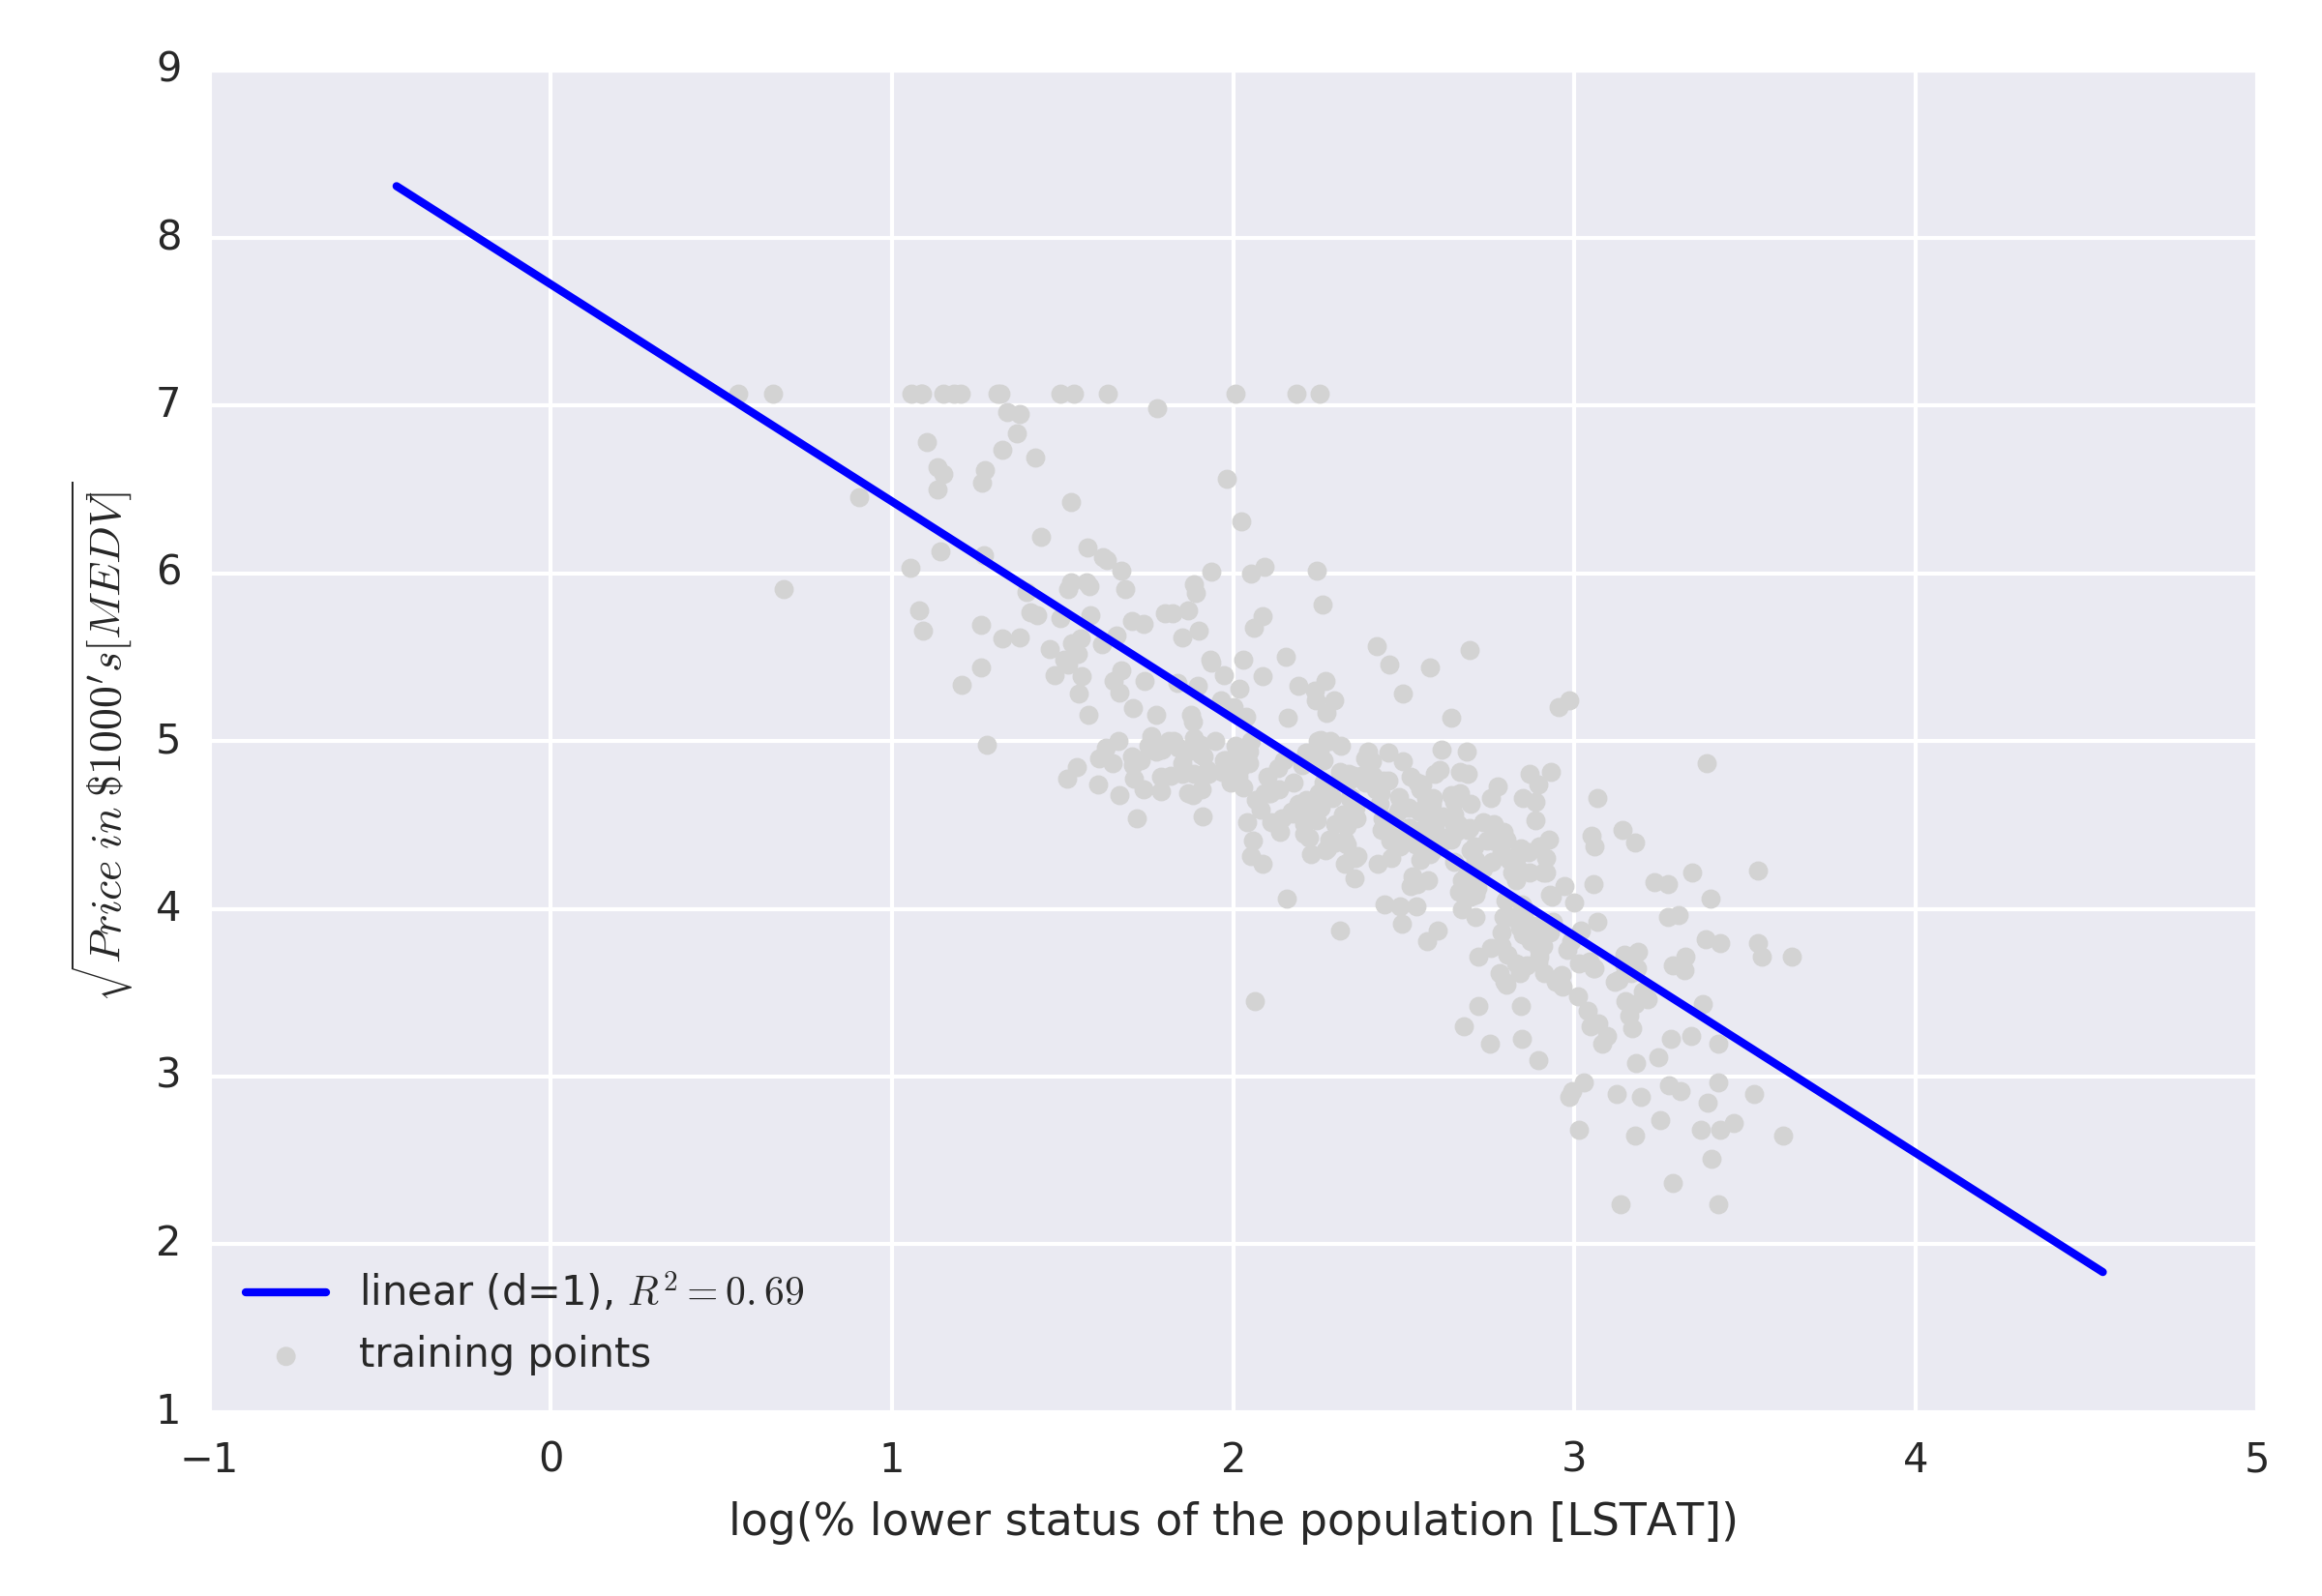 9
8
7
6
5
4
3
2
1
√Price in $1000's[MEDV]
linear (d=1), R² = 0.69
training points
−1 0 1 2 3 4 5
log(% lower status of the population [LSTAT])